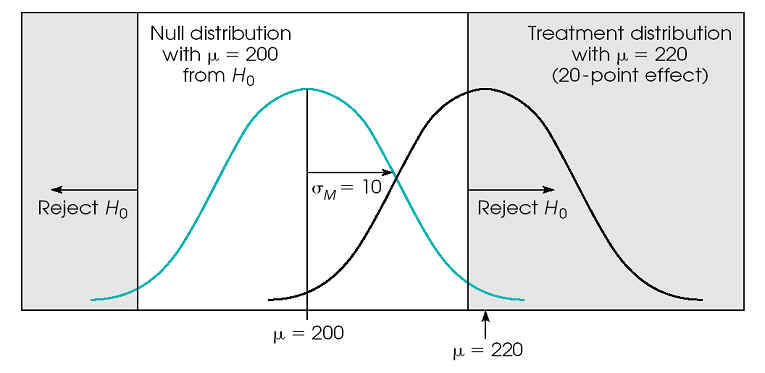 Null distribution
with μ = 200
from H₀
Treatment distribution
with μ = 220
(20-point effect)
σ_M = 10
Reject H₀
Reject H₀
μ = 200
μ = 220